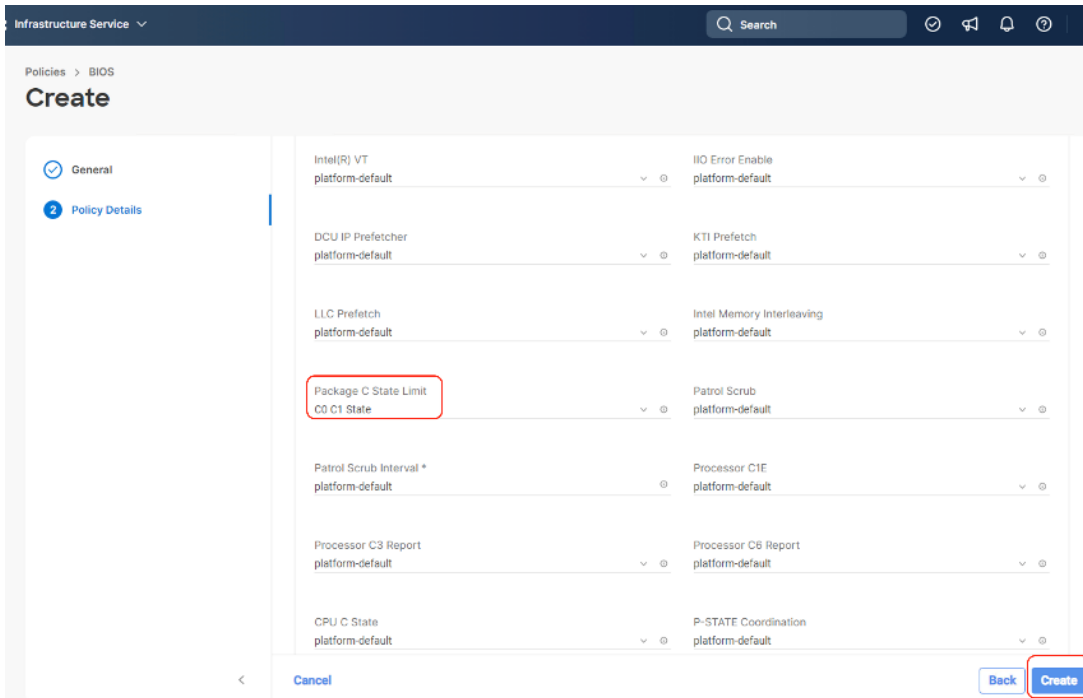 Infrastructure Service
Search
Policies > BIOS
Create
General
2 Policy Details
Intel(R) VT
platform-default
IIO Error Enable
platform-default
DCU IP Prefetcher
platform-default
KTI Prefetch
platform-default
LLC Prefetch
platform-default
Intel Memory Interleaving
platform-default
Package C State Limit
C0 C1 State
Patrol Scrub
platform-default
Patrol Scrub Interval *
platform-default
Processor C1E
platform-default
Processor C3 Report
platform-default
Processor C6 Report
platform-default
CPU C State
platform-default
P-STATE Coordination
platform-default
< Cancel
Back
Create